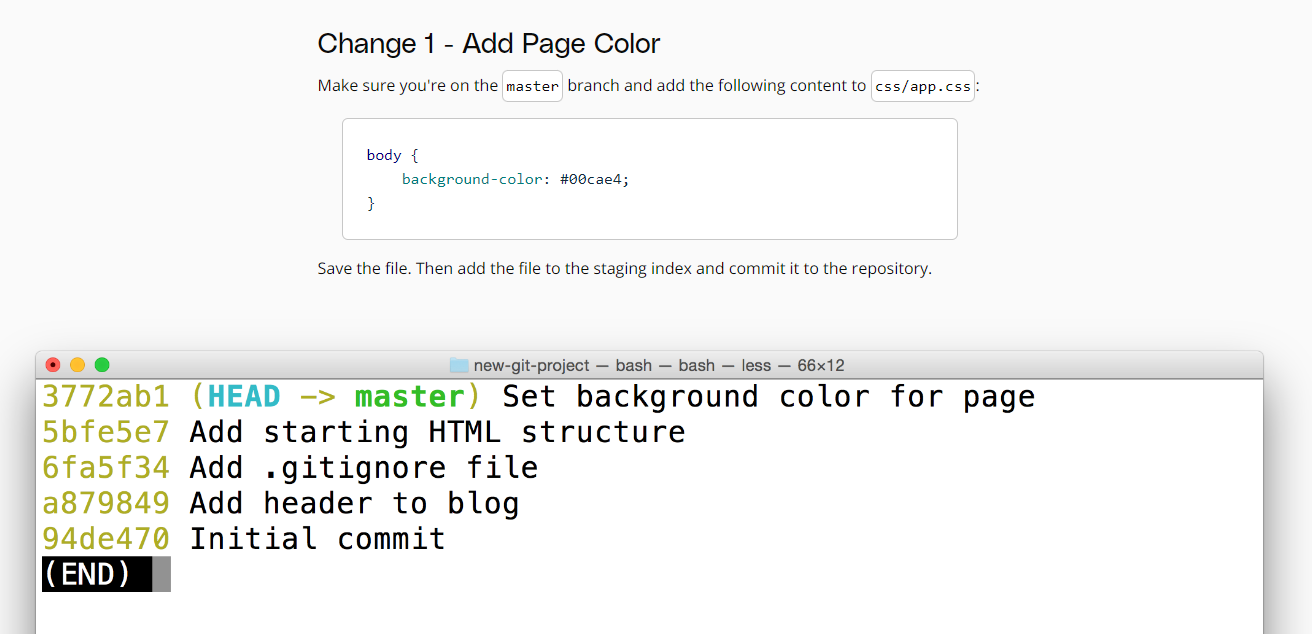 Change 1 - Add Page Color
Make sure you're on the master branch and add the following content to css/app.css:
body {
    background-color: #00cae4;
}
Save the file. Then add the file to the staging index and commit it to the repository.
new-git-project — bash — bash — less — 66×12
3772ab1 (HEAD -> master) Set background color for page
5bfe5e7 Add starting HTML structure
6fa5f34 Add .gitignore file
a879849 Add header to blog
94de470 Initial commit
(END)